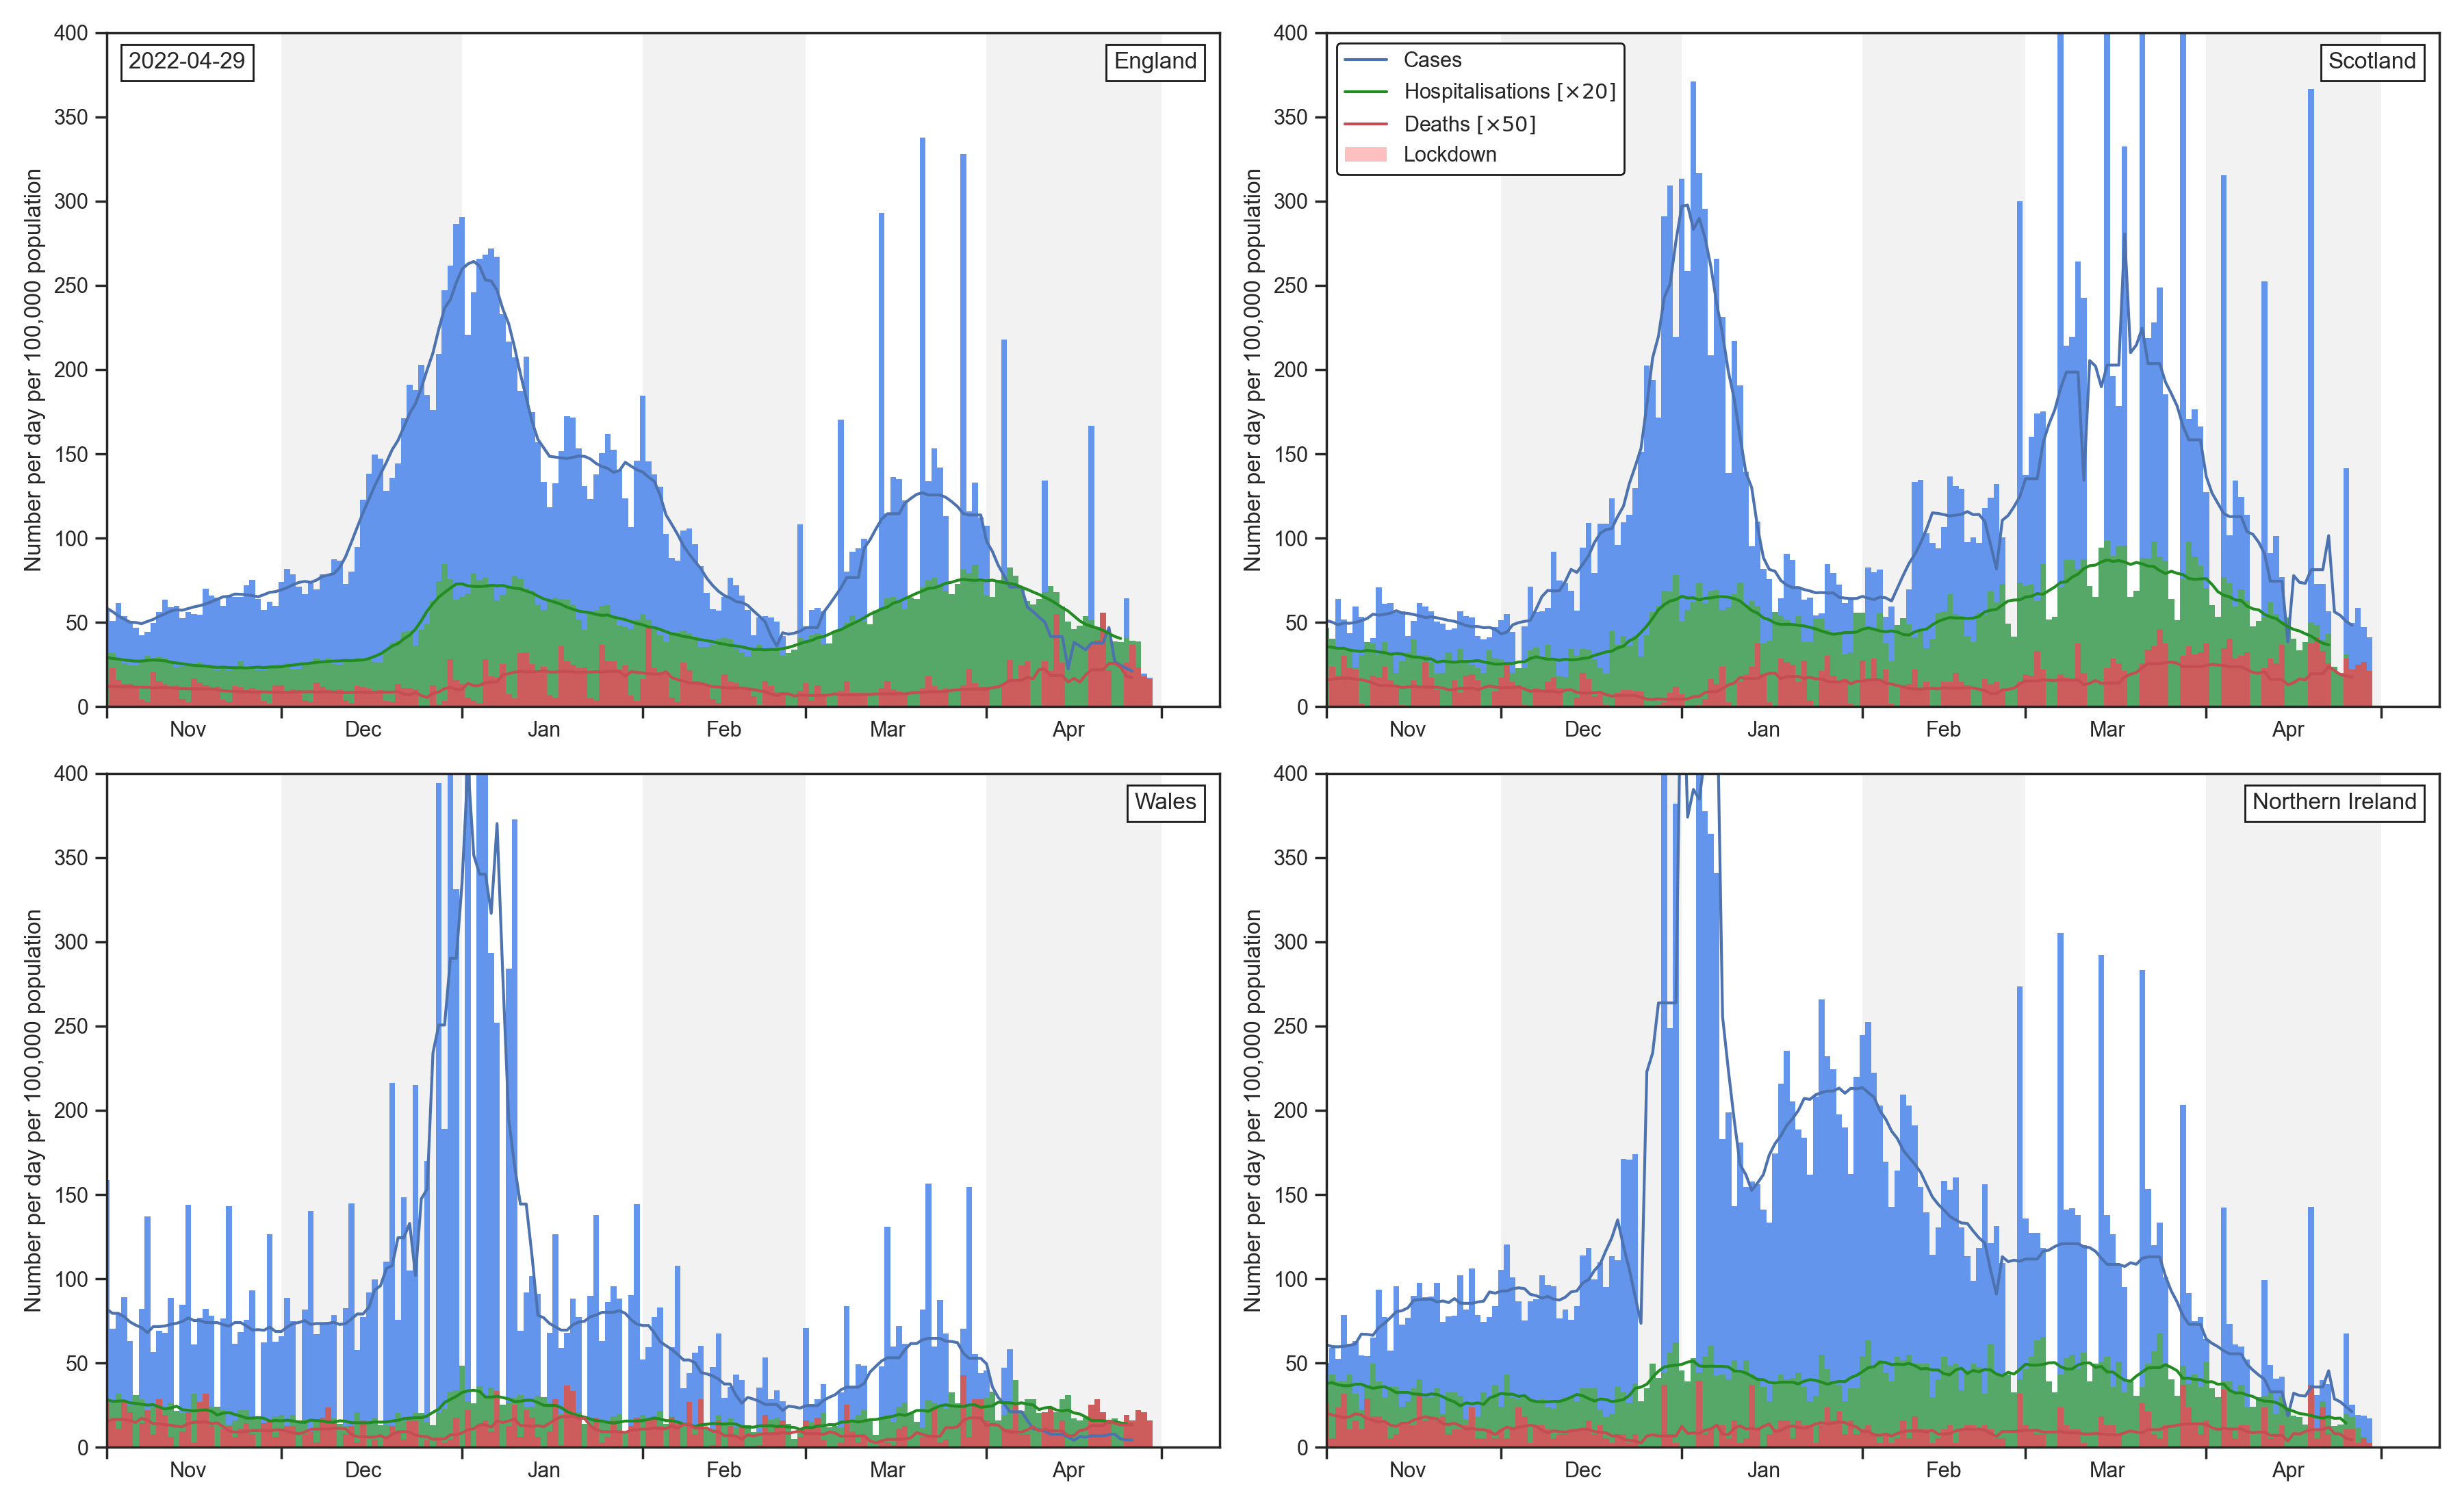 2022-04-29
England
Number per day per 100,000 population
400
350
300
250
200
150
100
50
0
Nov Dec Jan Feb Mar Apr
Cases
Hospitalisations [×20]
Deaths [×50]
Lockdown
Scotland
Number per day per 100,000 population
400
350
300
250
200
150
100
50
0
Nov Dec Jan Feb Mar Apr
Wales
Number per day per 100,000 population
400
350
300
250
200
150
100
50
0
Nov Dec Jan Feb Mar Apr
Northern Ireland
Number per day per 100,000 population
400
350
300
250
200
150
100
50
0
Nov Dec Jan Feb Mar Apr